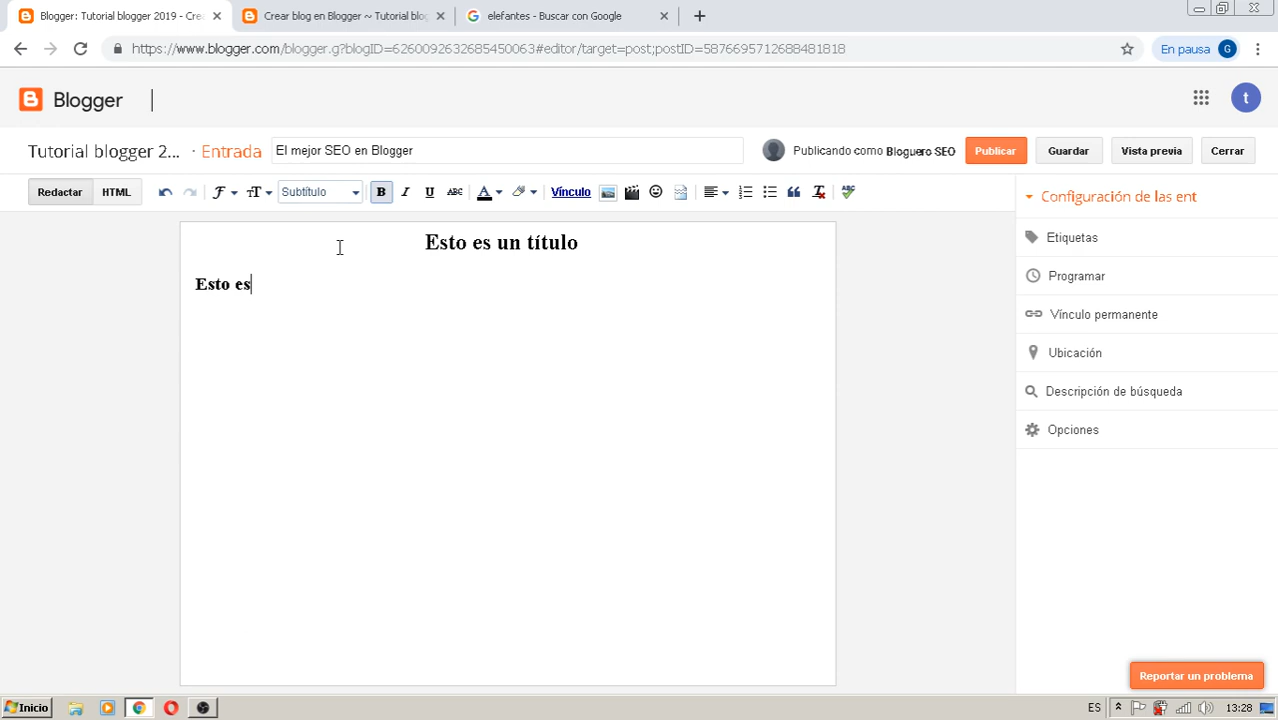 Blogger: Tutorial blogger 2019 - Cre
Crear blog en Blogger ~ Tutorial blog
elefantes - Buscar con Google
https://www.blogger.com/blogger.g?blogID=6260092632685450063#editor/target=post;postID=5876695712688481818
En pausa G
Blogger
t
Tutorial blogger 2... · Entrada
El mejor SEO en Blogger
Publicando como Bloguero SEO
Publicar
Guardar
Vista previa
Cerrar
Redactar HTML
Subtítulo
B I U ABC A
Vínculo
Configuración de las ent
Esto es un título
Etiquetas
Esto es
Programar
Vínculo permanente
Ubicación
Descripción de búsqueda
Opciones
Reportar un problema
Inicio
ES
13:28